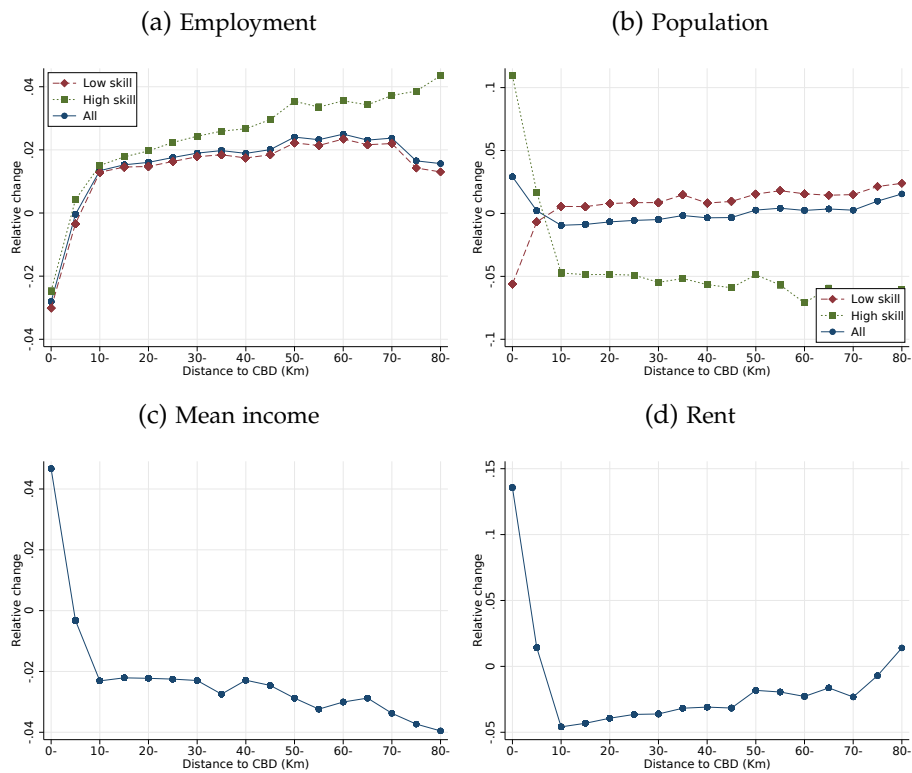 (a) Employment
Relative change
.04
.02
0
-.02
-.04
Low skill
High skill
All
0- 10- 20- 30- 40- 50- 60- 70- 80-
Distance to CBD (Km)
(b) Population
Relative change
.1
.05
0
-.05
-.1
Low skill
High skill
All
0- 10- 20- 30- 40- 50- 60- 70- 80-
Distance to CBD (Km)
(c) Mean income
Relative change
.04
.02
0
-.02
-.04
0- 10- 20- 30- 40- 50- 60- 70- 80-
Distance to CBD (Km)
(d) Rent
Relative change
.15
.1
.05
0
-.05
0- 10- 20- 30- 40- 50- 60- 70- 80-
Distance to CBD (Km)